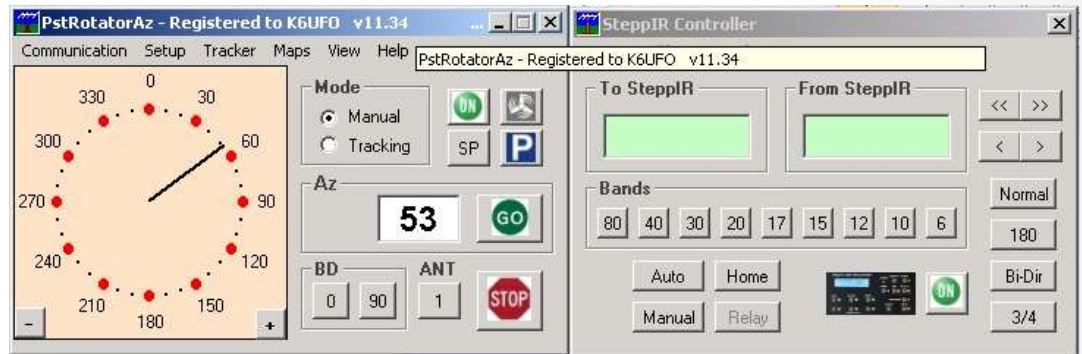 PstRotatorAz - Registered to K6UFO v11.34 ...
Communication Setup Tracker Maps View Help
PstRotatorAz - Registered to K6UFO v11.34
0
30
60
90
120
150
180
210
240
270
300
330
- +
Mode
Manual
Tracking
ON
SP P
Az
53 GO
BD
0 90
ANT
1
STOP
SteppIR Controller
To SteppIR From SteppIR
<< >>
< >
Bands
80 40 30 20 17 15 12 10 6
Normal
180
Bi-Dir
3/4
Auto Home
Manual Relay
ON